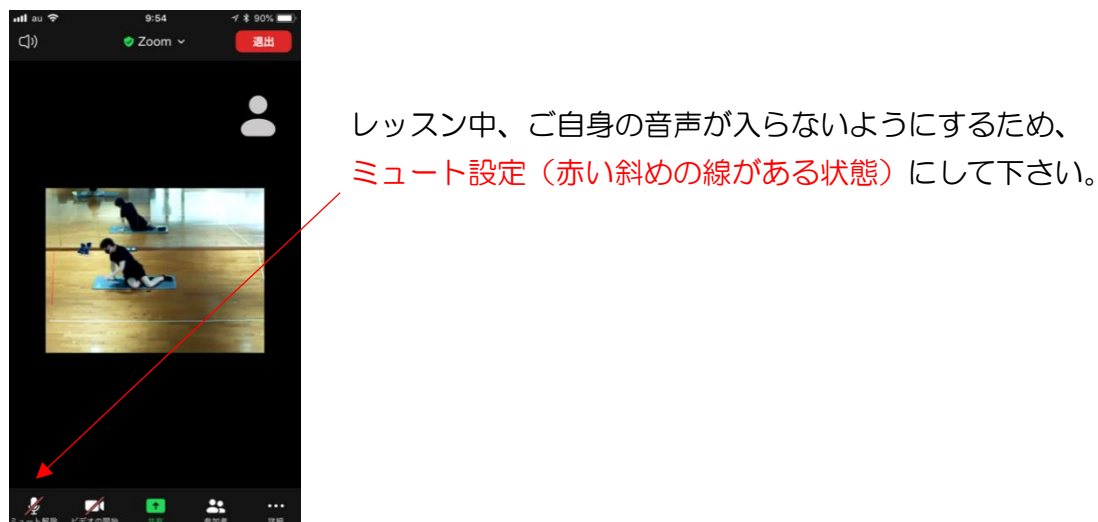 au 9:54 90%
Zoom 退出
レッスン中、ご自身の音声が入らないようにするため、
ミュート設定（赤い斜めの線がある状態）にして下さい。
ミュート解除 ビデオの開始 共有 参加者 詳細